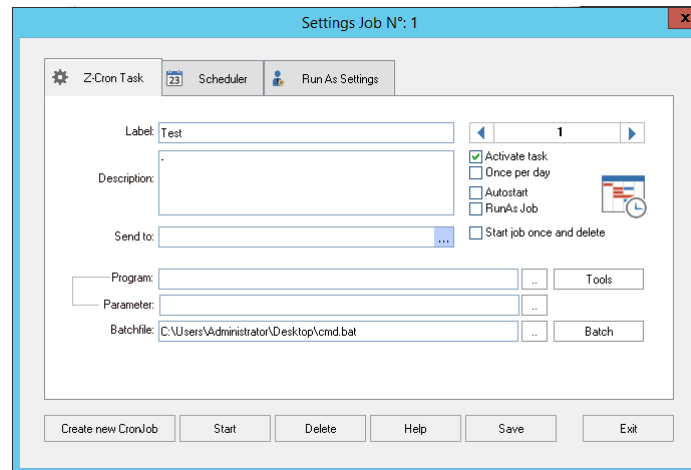 Settings Job N°: 1
x
Z-Cron Task
23
Scheduler
Run As Settings
Label: Test
1
Description: -
Activate task
Once per day
Autostart
RunAs Job
Send to: ...
Start job once and delete
Program: .. Tools
Parameter: ..
Batchfile: C:\Users\Administrator\Desktop\cmd.bat .. Batch
Create new CronJob Start Delete Help Save Exit